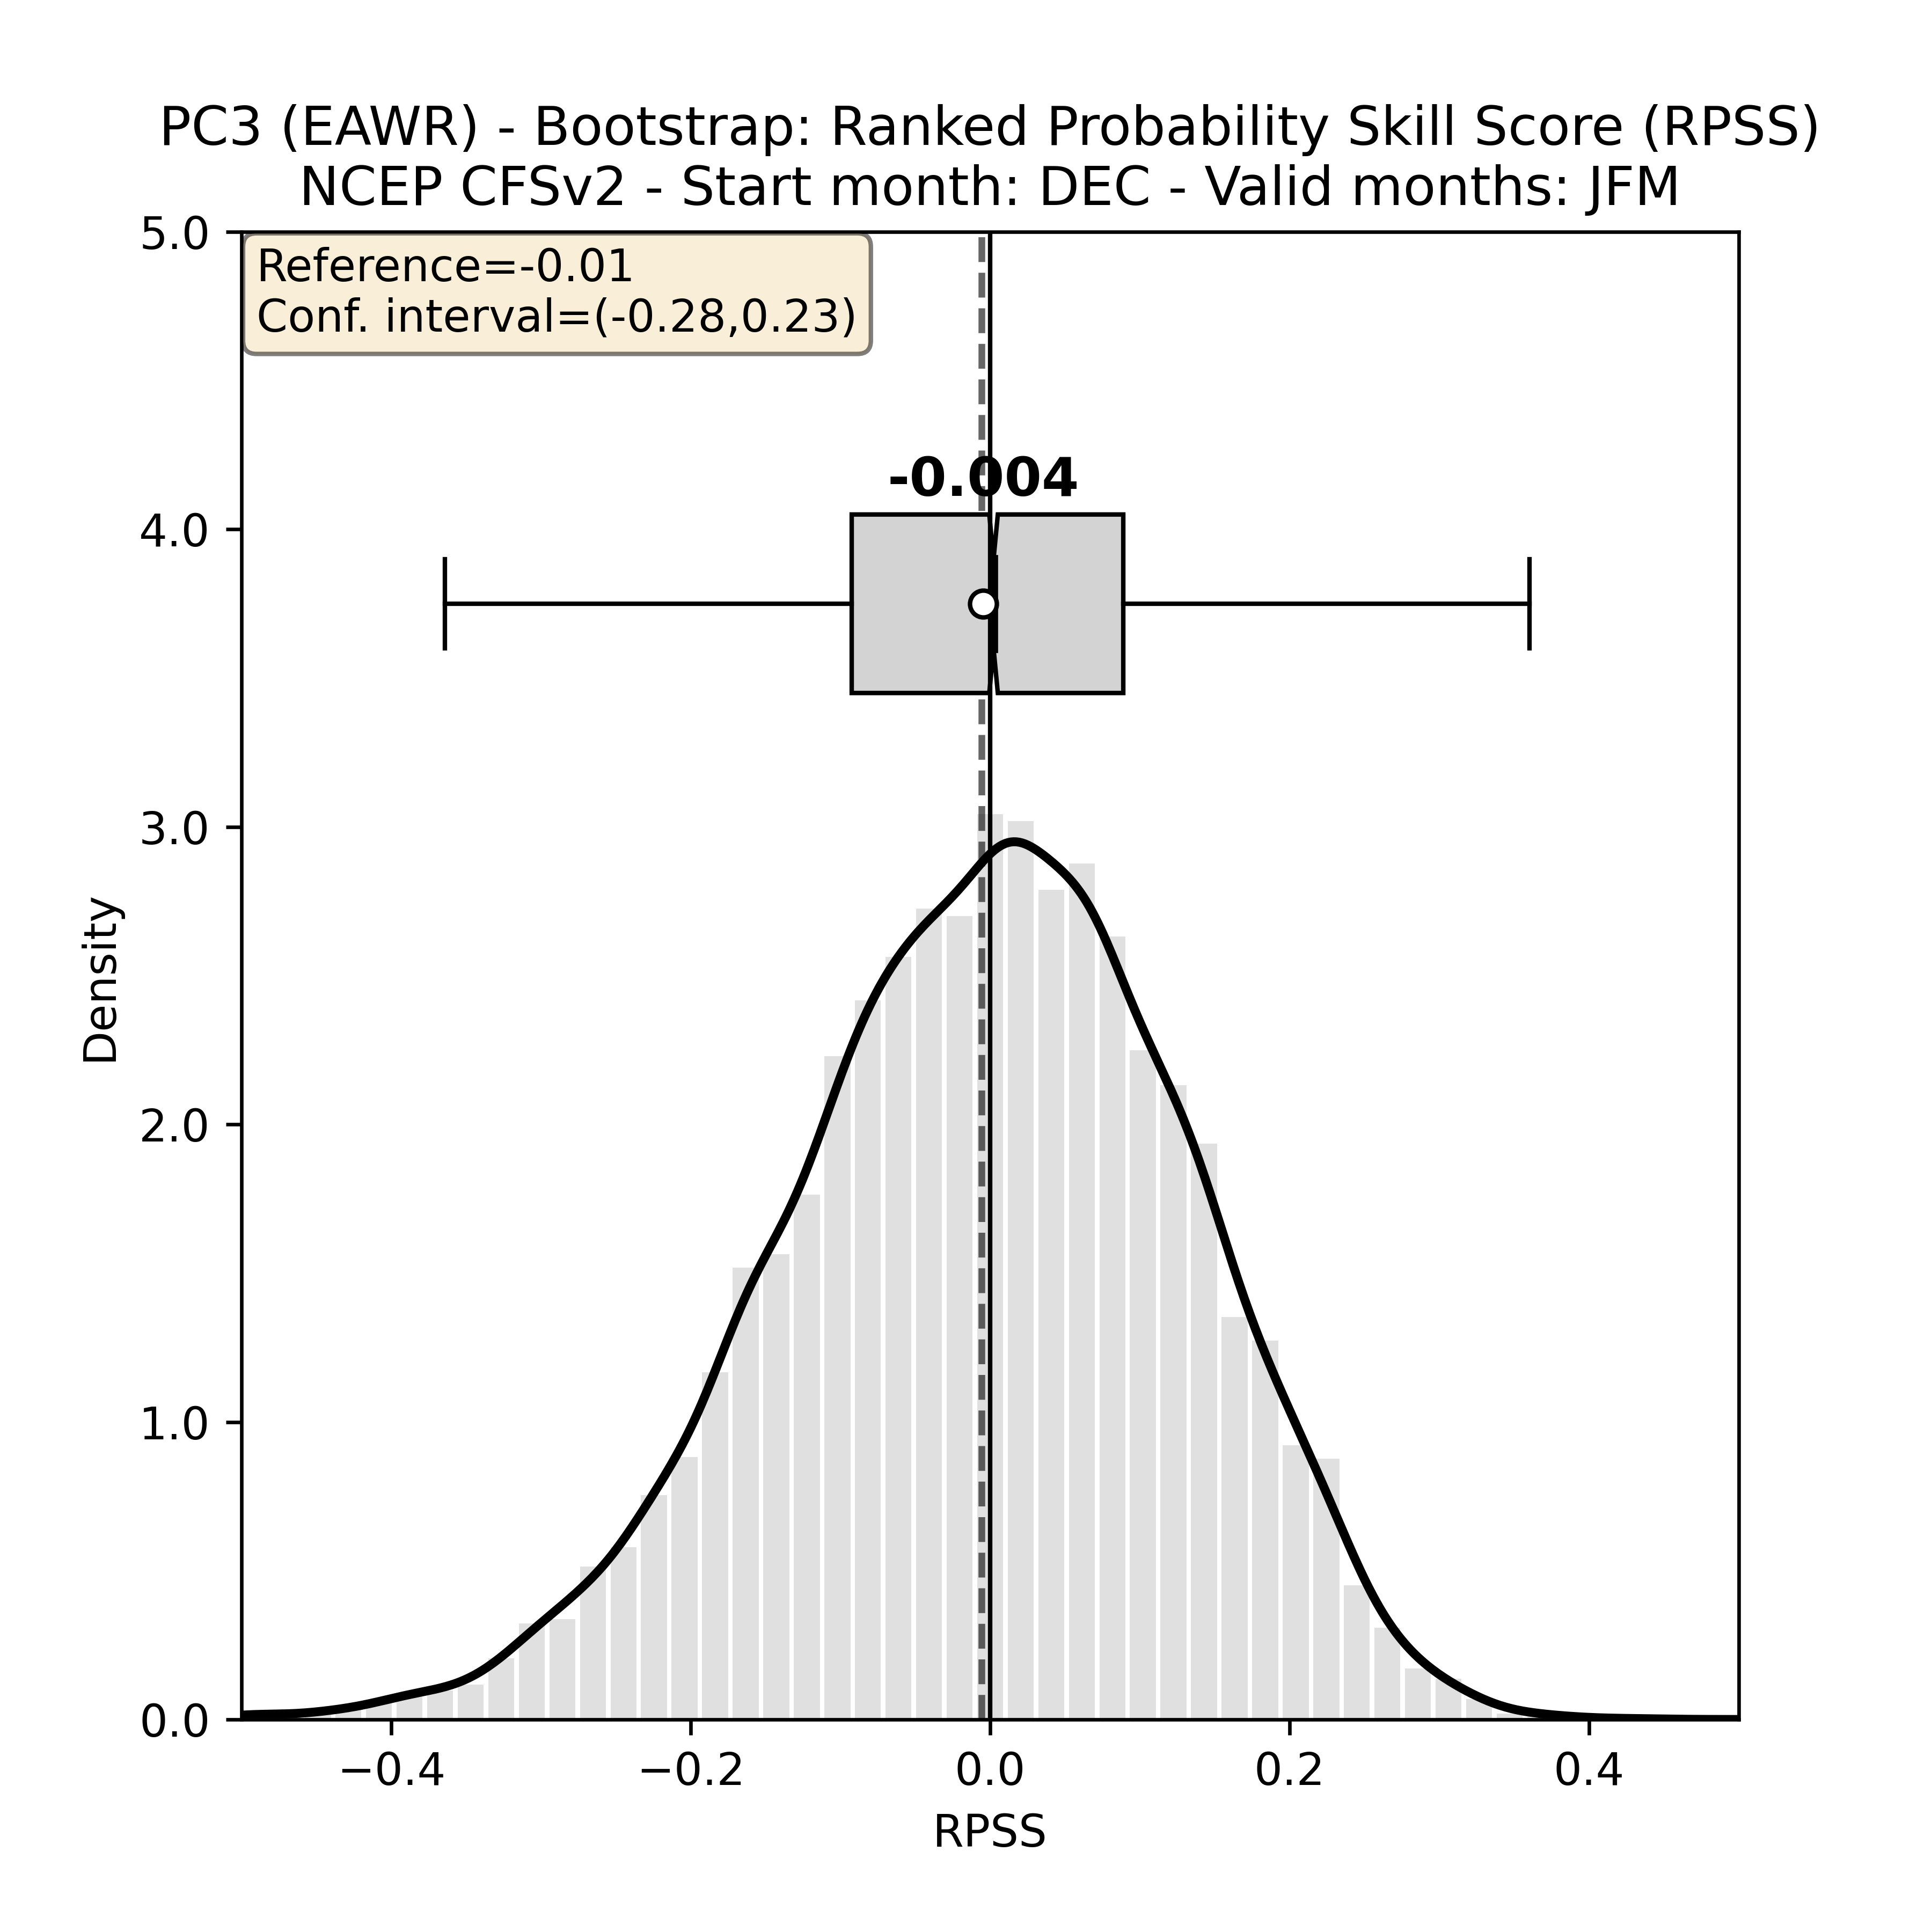 PC3 (EAWR) - Bootstrap: Ranked Probability Skill Score (RPSS)
NCEP CFSv2 - Start month: DEC - Valid months: JFM
5.0
Reference=-0.01
Conf. interval=(-0.28,0.23)
-0.004
4.0
3.0
Density
2.0
1.0
0.0
−0.4 −0.2 0.0 0.2 0.4
RPSS